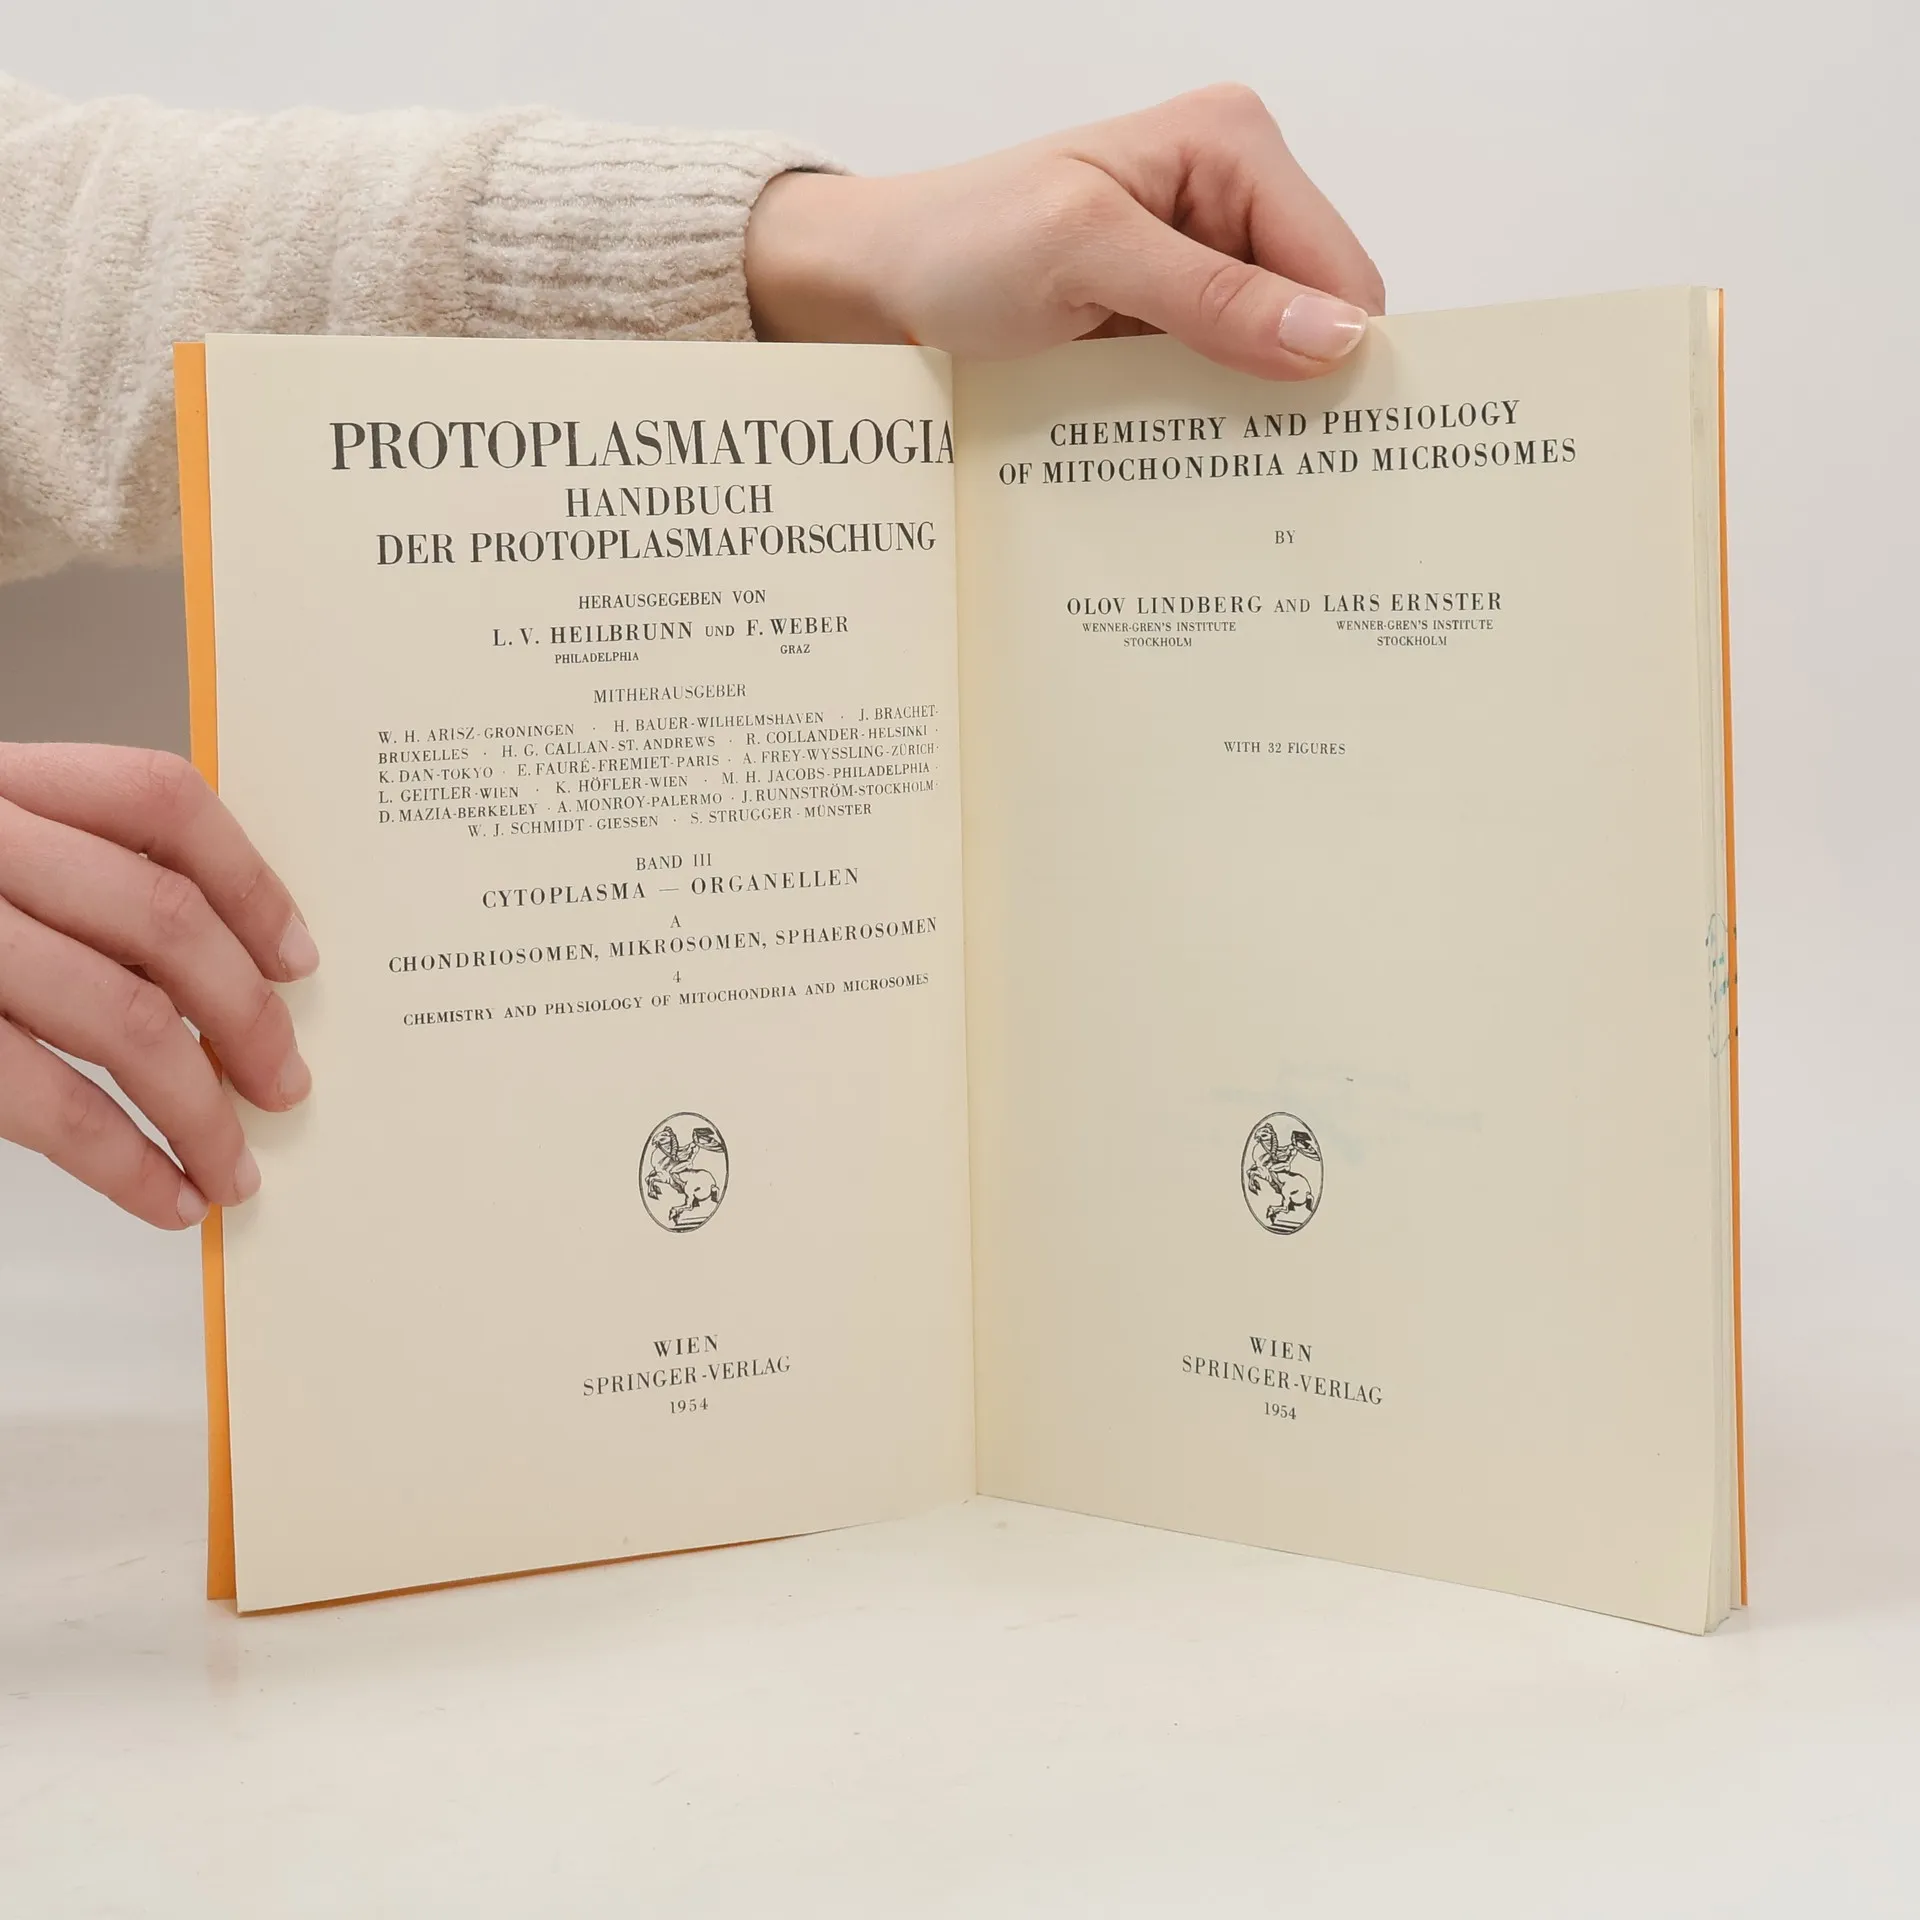 PROTOPLASMATOLOGIA
HANDBUCH
DER PROTOPLASMAFORSCHUNG
HERAUSGEGEBEN VON
L. V. HEILBRUNN UND F. WEBER
PHILADELPHIA GRAZ
MITHERAUSGEBER
W. H. ARISZ-GRONINGEN · H. BAUER-WILHELMSHAVEN · J. BRACHET-
BRUXELLES · H. G. CALLAN-ST. ANDREWS · R. COLLANDER-HELSINKI ·
K. DAN-TOKYO · E. FAURÉ-FREMIET-PARIS · A. FREY-WYSSLING-ZÜRICH ·
L. GEITLER-WIEN · K. HÖFLER-WIEN · M. H. JACOBS-PHILADELPHIA ·
D. MAZIA-BERKELEY · A. MONROY-PALERMO · J. RUNNSTRÖM-STOCKHOLM ·
W. J. SCHMIDT-GIESSEN · S. STRUGGER-MÜNSTER
BAND III
CYTOPLASMA — ORGANELLEN
A
CHONDRIOSOMEN, MIKROSOMEN, SPHAEROSOMEN
4
CHEMISTRY AND PHYSIOLOGY OF MITOCHONDRIA AND MICROSOMES
WIEN
SPRINGER-VERLAG
1954
CHEMISTRY AND PHYSIOLOGY
OF MITOCHONDRIA AND MICROSOMES
BY
OLOV LINDBERG AND LARS ERNSTER
WENNER-GREN'S INSTITUTE WENNER-GREN'S INSTITUTE
STOCKHOLM STOCKHOLM
WITH 32 FIGURES
WIEN
SPRINGER-VERLAG
1954